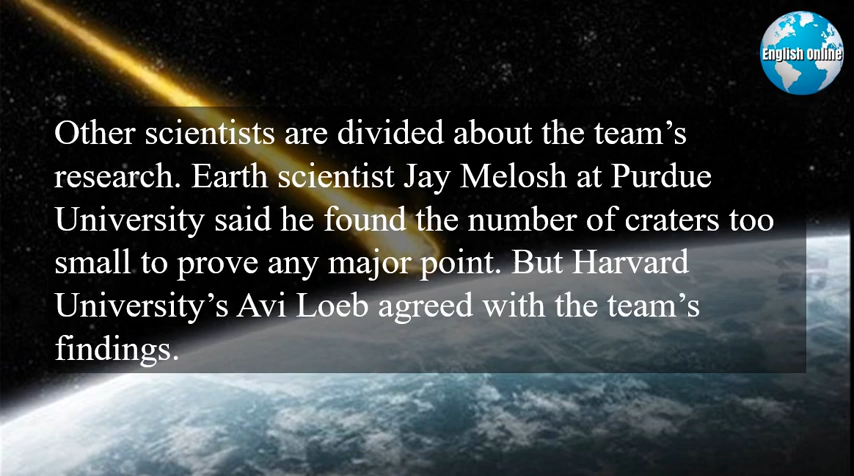 English Online
Other scientists are divided about the team’s
research. Earth scientist Jay Melosh at Purdue
University said he found the number of craters too
small to prove any major point. But Harvard
University’s Avi Loeb agreed with the team’s
findings.